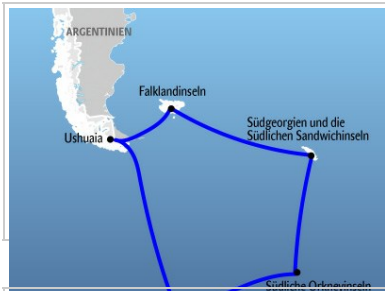 ARGENTINIEN
Falklandinseln
Südgeorgien und die
Südlichen Sandwichinseln
Ushuaia
Südliche Orkneyinseln